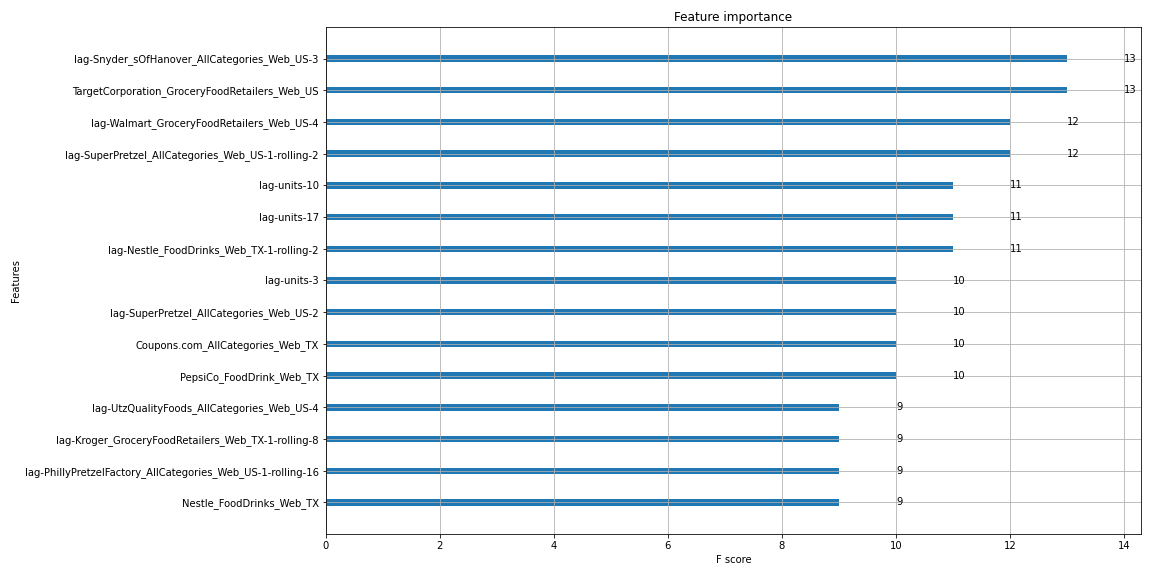 Feature importance
lag-Snyder_sOfHanover_AllCategories_Web_US-3 13
TargetCorporation_GroceryFoodRetailers_Web_US 13
lag-Walmart_GroceryFoodRetailers_Web_US-4 12
lag-SuperPretzel_AllCategories_Web_US-1-rolling-2 12
lag-units-10 11
lag-units-17 11
lag-Nestle_FoodDrinks_Web_TX-1-rolling-2 11
lag-units-3 10
lag-SuperPretzel_AllCategories_Web_US-2 10
Coupons.com_AllCategories_Web_TX 10
PepsiCo_FoodDrink_Web_TX 10
lag-UtzQualityFoods_AllCategories_Web_US-4 9
lag-Kroger_GroceryFoodRetailers_Web_TX-1-rolling-8 9
lag-PhillyPretzelFactory_AllCategories_Web_US-1-rolling-16 9
Nestle_FoodDrinks_Web_TX 9
Features
0 2 4 6 8 10 12 14
F score